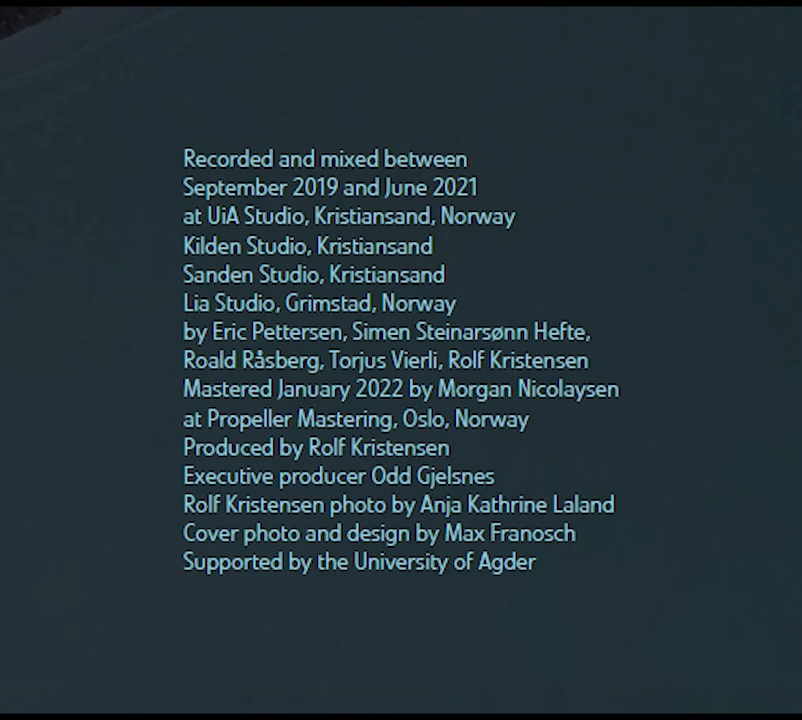 Recorded and mixed between
September 2019 and June 2021
at UiA Studio, Kristiansand, Norway
Kilden Studio, Kristiansand
Sanden Studio, Kristiansand
Lia Studio, Grimstad, Norway
by Eric Pettersen, Simen Steinarsønn Hefte,
Roald Råsberg, Torjus Vierli, Rolf Kristensen
Mastered January 2022 by Morgan Nicolaysen
at Propeller Mastering, Oslo, Norway
Produced by Rolf Kristensen
Executive producer Odd Gjelsnes
Rolf Kristensen photo by Anja Kathrine Laland
Cover photo and design by Max Franosch
Supported by the University of Agder